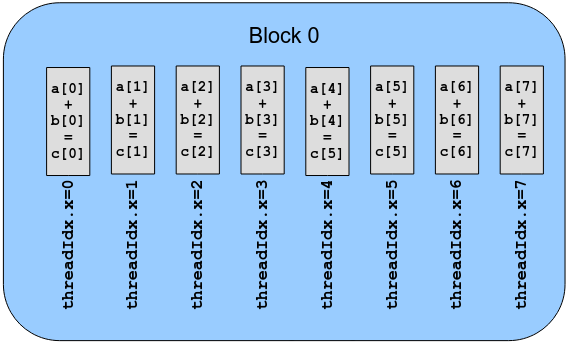 Block 0
a[0]
+
b[0]
=
c[0]
a[1]
+
b[1]
=
c[1]
a[2]
+
b[2]
=
c[2]
a[3]
+
b[3]
=
c[3]
a[4]
+
b[4]
=
c[5]
a[5]
+
b[5]
=
c[5]
a[6]
+
b[6]
=
c[6]
a[7]
+
b[7]
=
c[7]
threadIdx.x=0
threadIdx.x=1
threadIdx.x=2
threadIdx.x=3
threadIdx.x=4
threadIdx.x=5
threadIdx.x=6
threadIdx.x=7